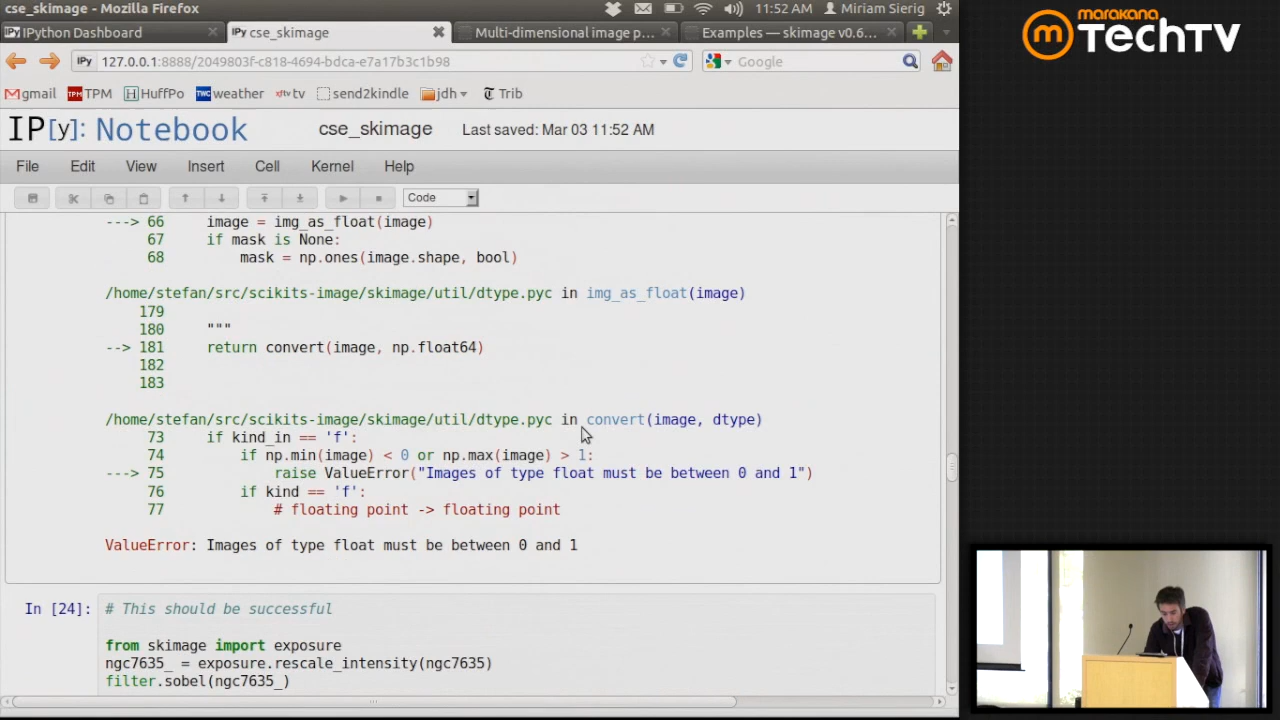 cse_skimage - Mozilla Firefox
11:52 AM
Miriam Sierig
IP[y] IPython Dashboard
IP[y] cse_skimage
Multi-dimensional image p...
Examples — skimage v0.6...
IP[y]: 127.0.0.1:8888/2049803f-c818-4694-bdca-e7a17b3c1b98
Google
gmail
TPM TPM
H HuffPo
TWC weather
xftv tv
send2kindle
jdh
T Trib
IP[y]: Notebook
cse_skimage
Last saved: Mar 03 11:52 AM
File Edit View Insert Cell Kernel Help
Code
---> 66 image = img_as_float(image)
67 if mask is None:
68 mask = np.ones(image.shape, bool)
/home/stefan/src/scikits-image/skimage/util/dtype.pyc in img_as_float(image)
179
180 """
--> 181 return convert(image, np.float64)
182
183
/home/stefan/src/scikits-image/skimage/util/dtype.pyc in convert(image, dtype)
73 if kind_in == 'f':
74 if np.min(image) < 0 or np.max(image) > 1:
---> 75 raise ValueError("Images of type float must be between 0 and 1")
76 if kind == 'f':
77 # floating point -> floating point
ValueError: Images of type float must be between 0 and 1
In [24]: # This should be successful
from skimage import exposure
ngc7635_ = exposure.rescale_intensity(ngc7635)
filter.sobel(ngc7635_)
marakana
m TechTV